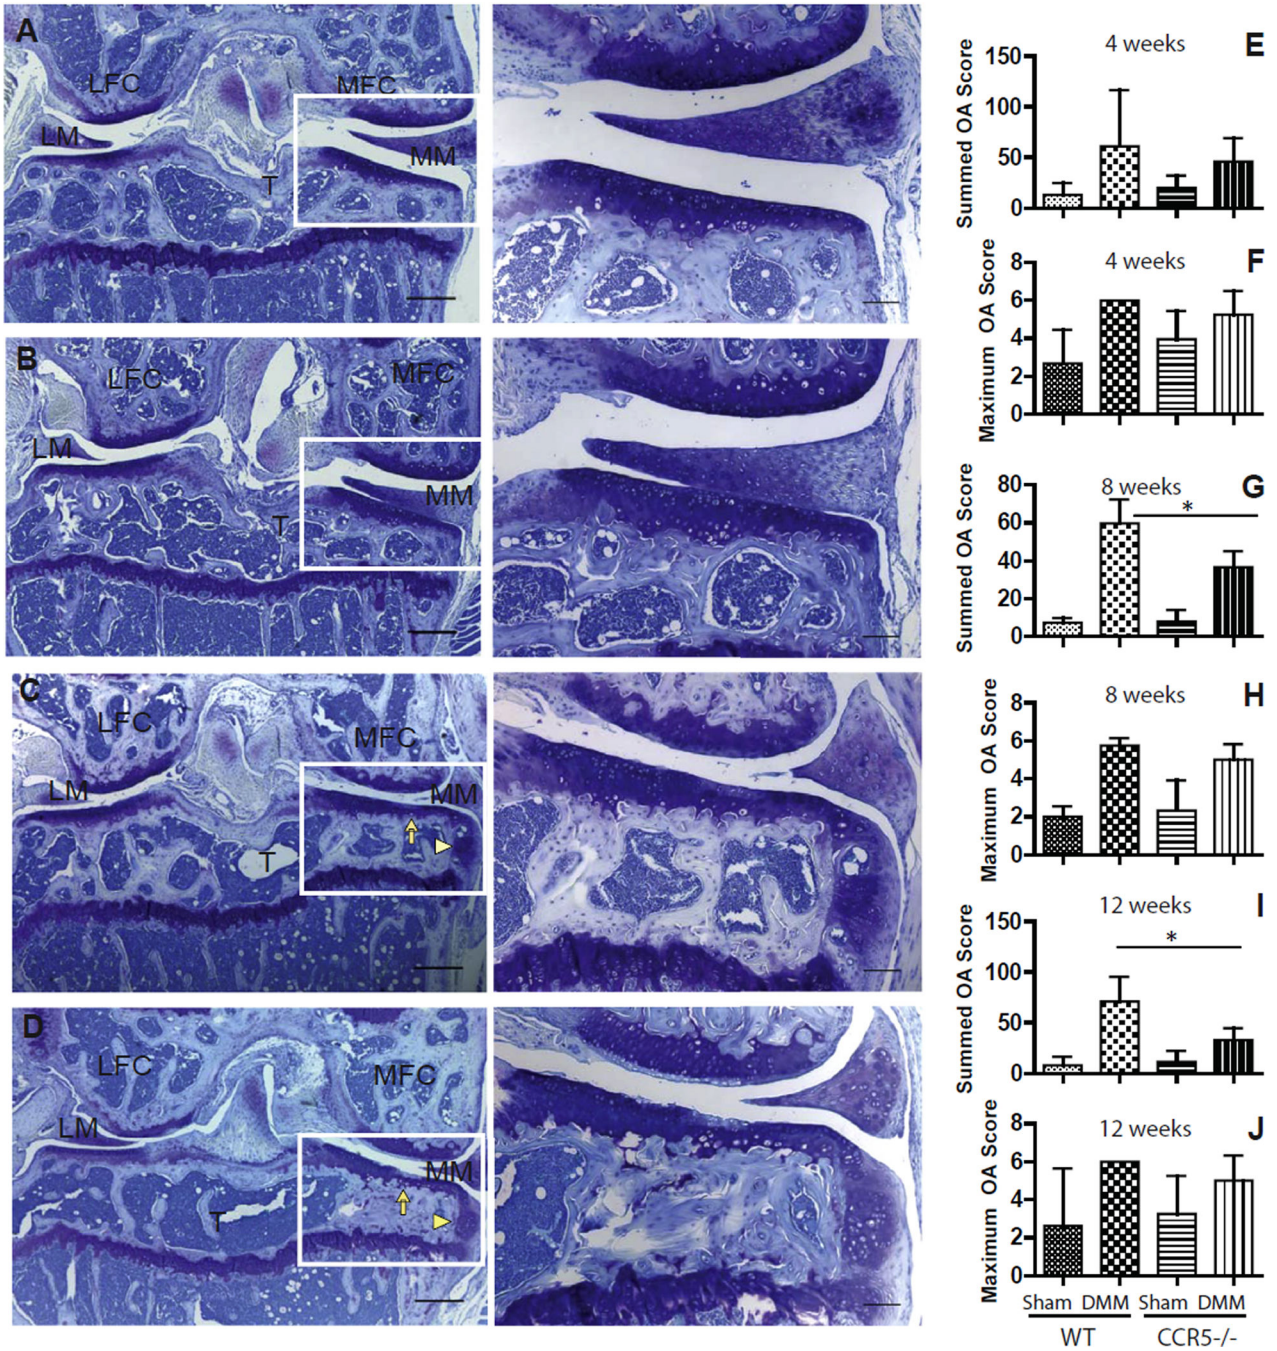 A
LFC
MFC
LM
MM
T
B
LFC
MFC
LM
MM
T
C
LFC
MFC
LM
MM
T
D
LFC
MFC
LM
MM
T
E
4 weeks
Summed OA Score
150
100
50
0
F
4 weeks
Maximum OA Score
8
6
4
2
0
G
8 weeks
*
Summed OA Score
80
60
40
20
0
H
8 weeks
Maximum OA Score
8
6
4
2
0
I
12 weeks
*
Summed OA Score
150
100
50
0
J
12 weeks
Maximum OA Score
8
6
4
2
0
Sham DMM Sham DMM
WT CCR5-/-